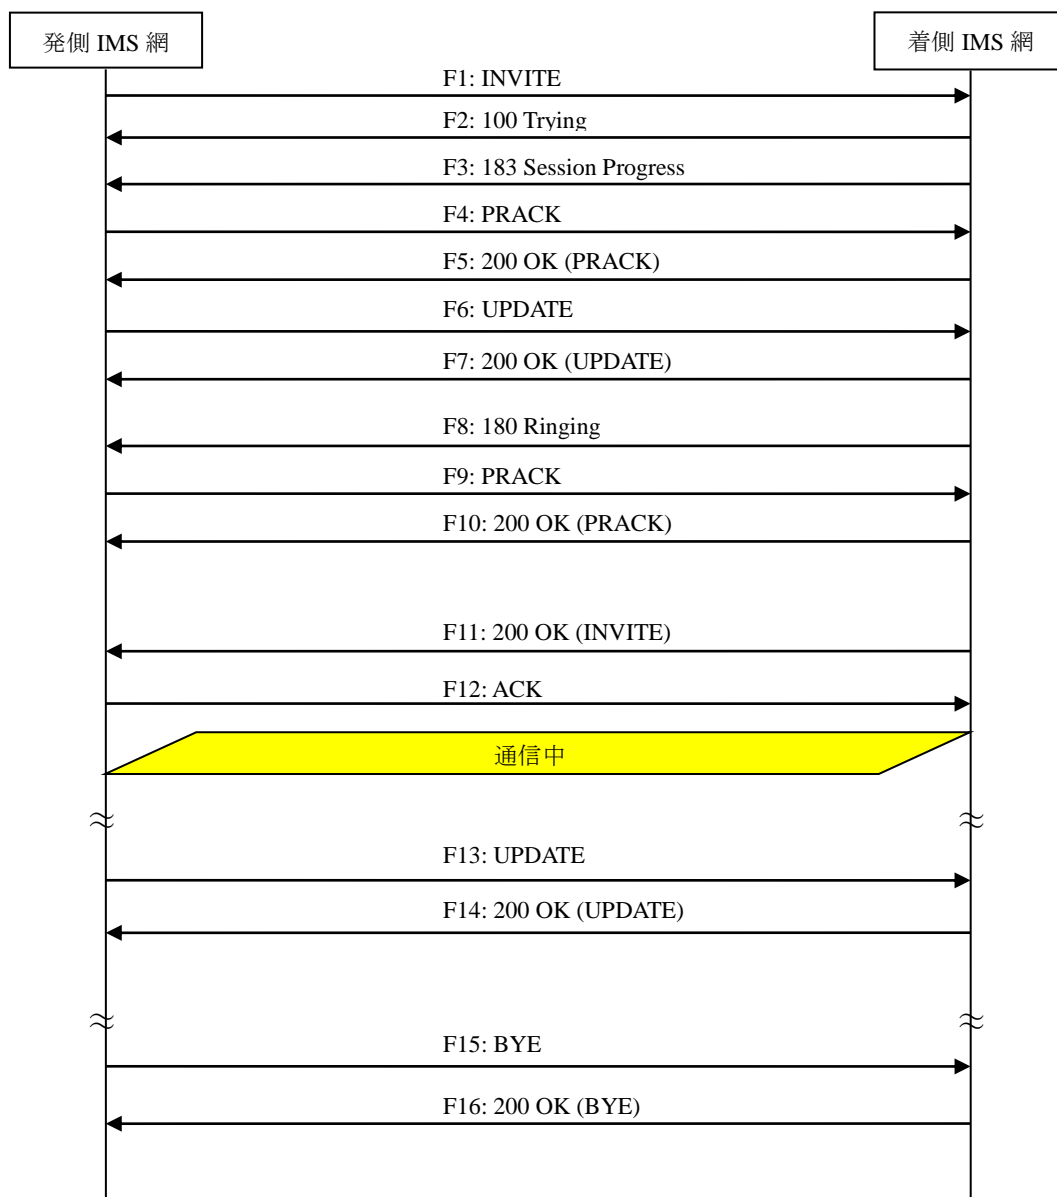 発側 IMS 網
着側 IMS 網
F1: INVITE
F2: 100 Trying
F3: 183 Session Progress
F4: PRACK
F5: 200 OK (PRACK)
F6: UPDATE
F7: 200 OK (UPDATE)
F8: 180 Ringing
F9: PRACK
F10: 200 OK (PRACK)
F11: 200 OK (INVITE)
F12: ACK
通信中
F13: UPDATE
F14: 200 OK (UPDATE)
F15: BYE
F16: 200 OK (BYE)